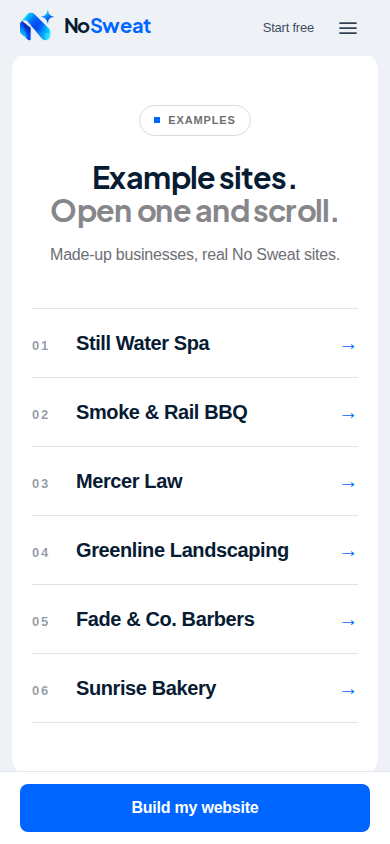 NoSweat
Start free
EXAMPLES
Example sites.
Open one and scroll.
Made-up businesses, real No Sweat sites.
01 Still Water Spa →
02 Smoke & Rail BBQ →
03 Mercer Law →
04 Greenline Landscaping →
05 Fade & Co. Barbers →
06 Sunrise Bakery →
Build my website